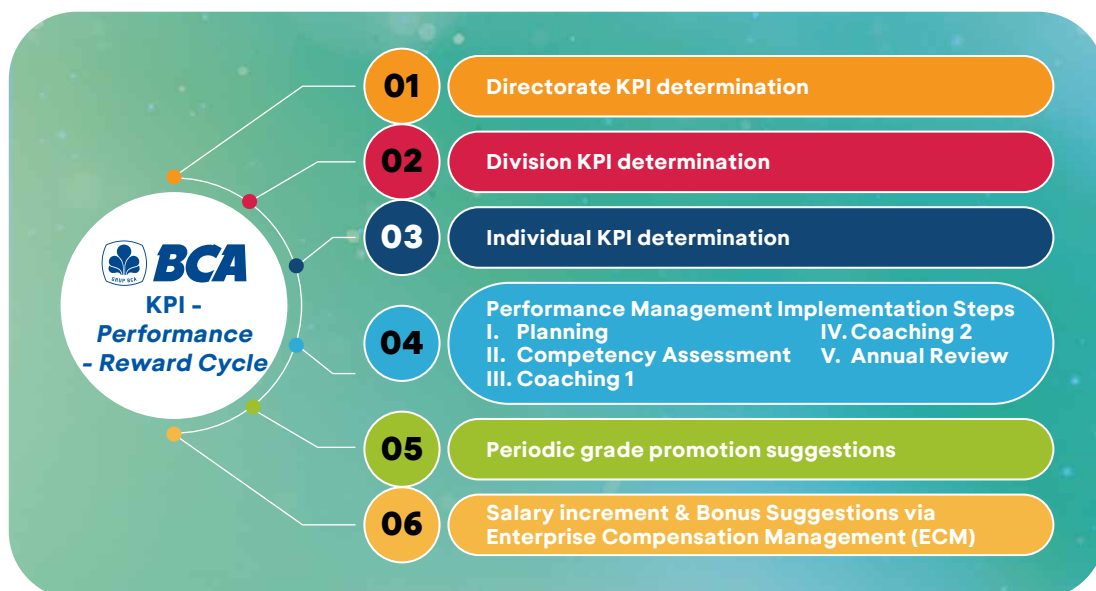 GRUP BCA
BCA
KPI -
Performance
- Reward Cycle
01
Directorate KPI determination
02
Division KPI determination
03
Individual KPI determination
04
Performance Management Implementation Steps
I. Planning
II. Competency Assessment
III. Coaching 1
IV. Coaching 2
V. Annual Review
05
Periodic grade promotion suggestions
06
Salary increment & Bonus Suggestions via
Enterprise Compensation Management (ECM)